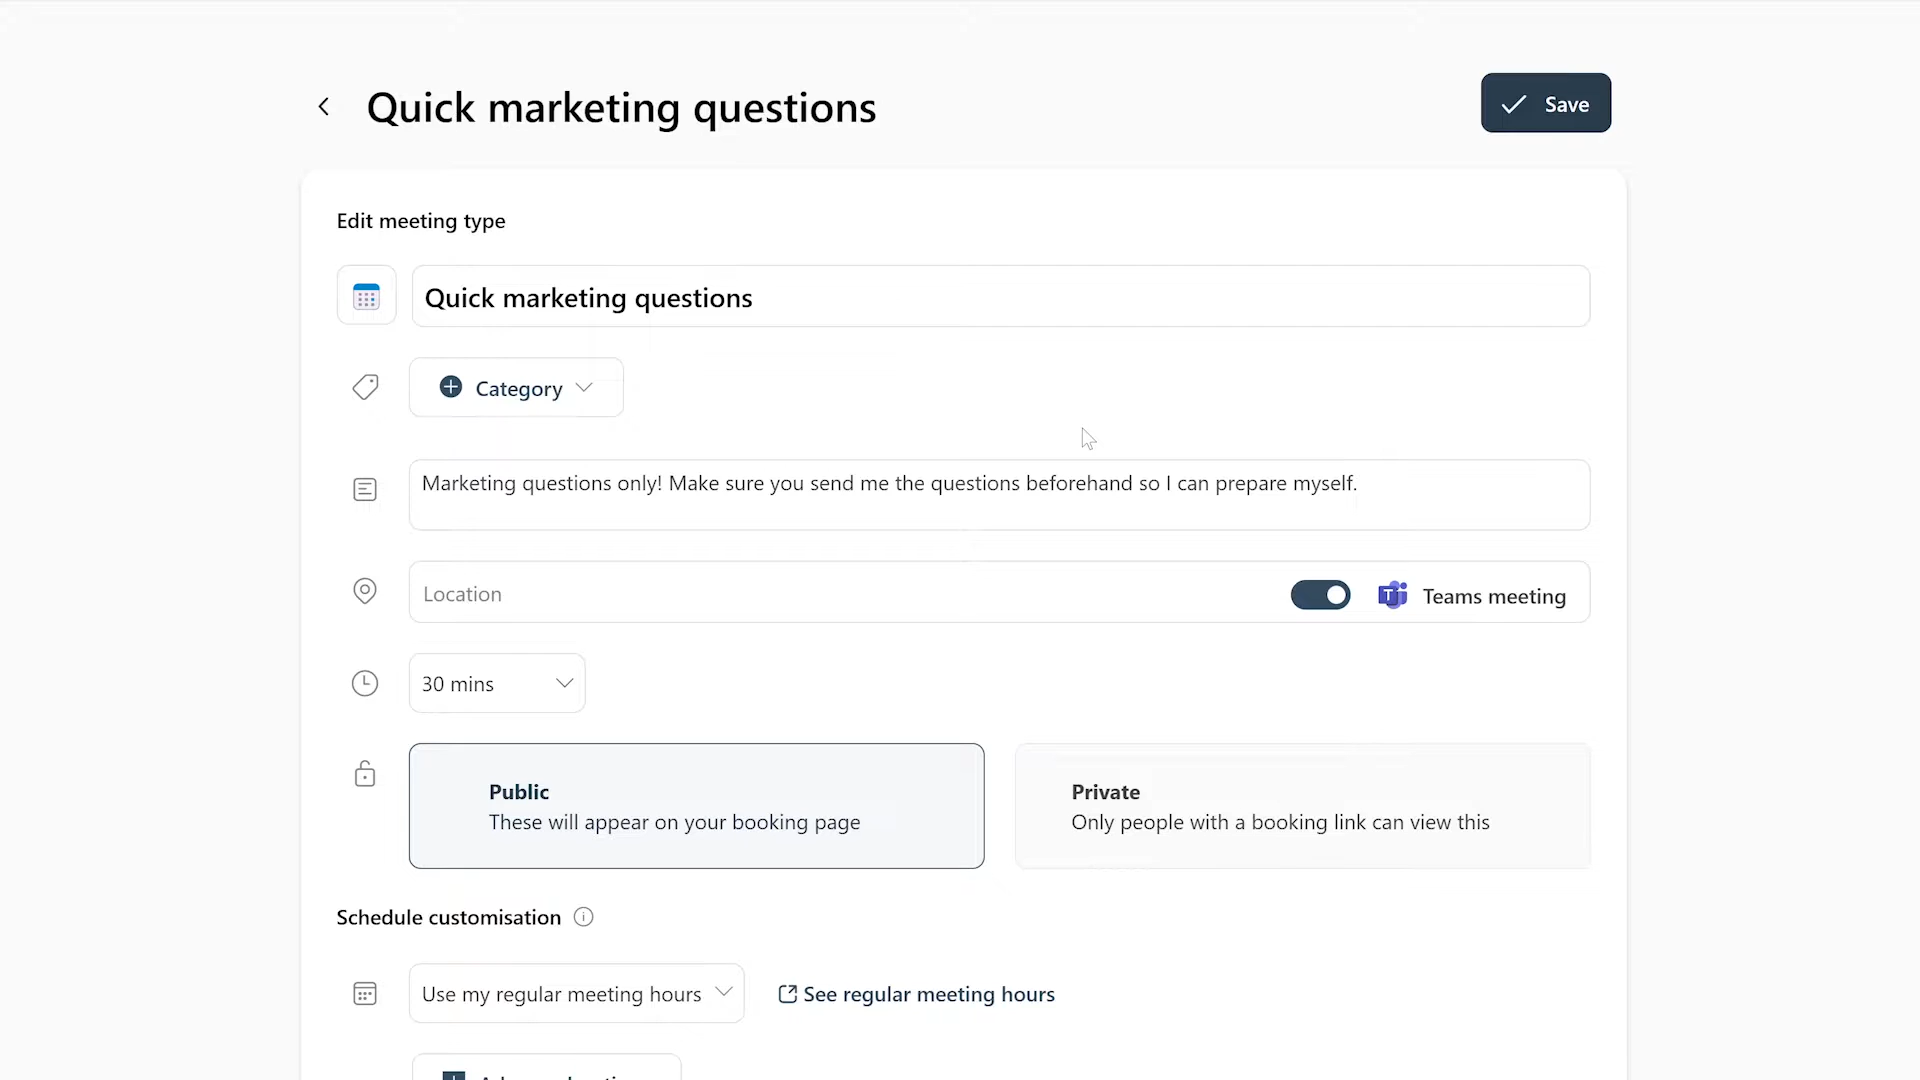 Quick marketing questions
Save
Edit meeting type
Quick marketing questions
Category
Marketing questions only! Make sure you send me the questions beforehand so I can prepare myself.
Location
Teams meeting
30 mins
Public
These will appear on your booking page
Private
Only people with a booking link can view this
Schedule customisation
Use my regular meeting hours
See regular meeting hours